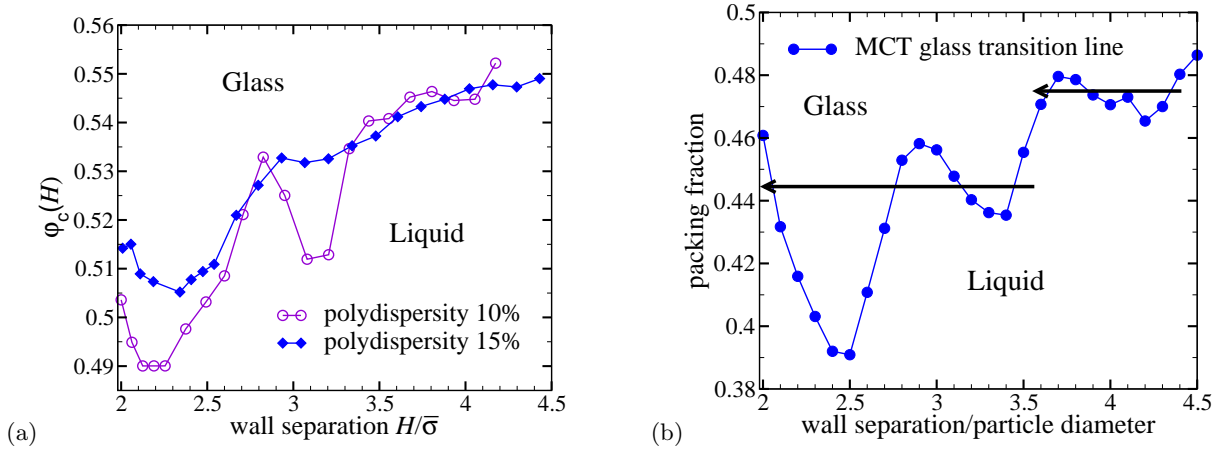 0.56
0.55
0.54
0.53
0.52
0.51
0.5
0.49
φc(H)
Glass
Liquid
polydispersity 10%
polydispersity 15%
2 2.5 3 3.5 4 4.5
wall separation H/σ̅
(a)
0.5
0.48
0.46
0.44
0.42
0.4
0.38
packing fraction
MCT glass transition line
Glass
Liquid
2 2.5 3 3.5 4 4.5
wall separation/particle diameter
(b)